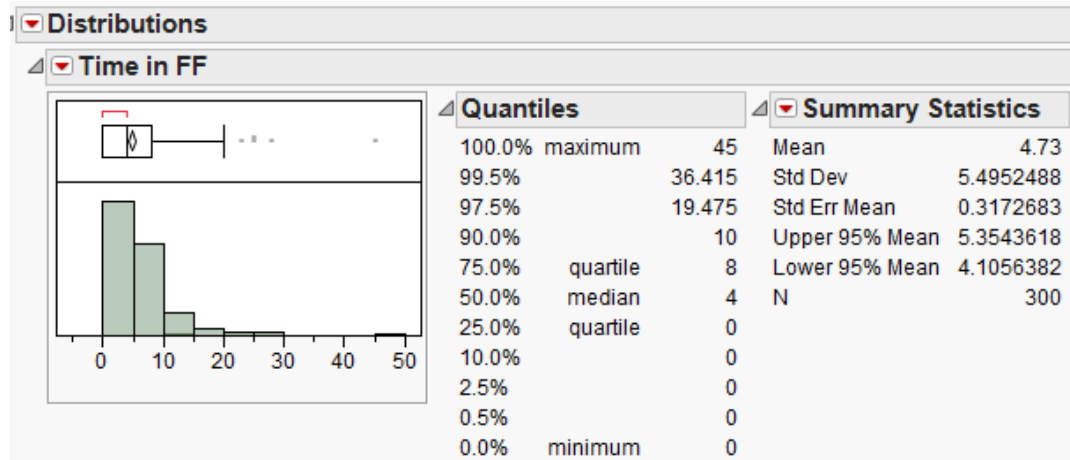 Distributions
Time in FF
0 10 20 30 40 50
Quantiles
100.0% maximum 45
99.5% 36.415
97.5% 19.475
90.0% 10
75.0% quartile 8
50.0% median 4
25.0% quartile 0
10.0% 0
2.5% 0
0.5% 0
0.0% minimum 0
Summary Statistics
Mean 4.73
Std Dev 5.4952488
Std Err Mean 0.3172683
Upper 95% Mean 5.3543618
Lower 95% Mean 4.1056382
N 300